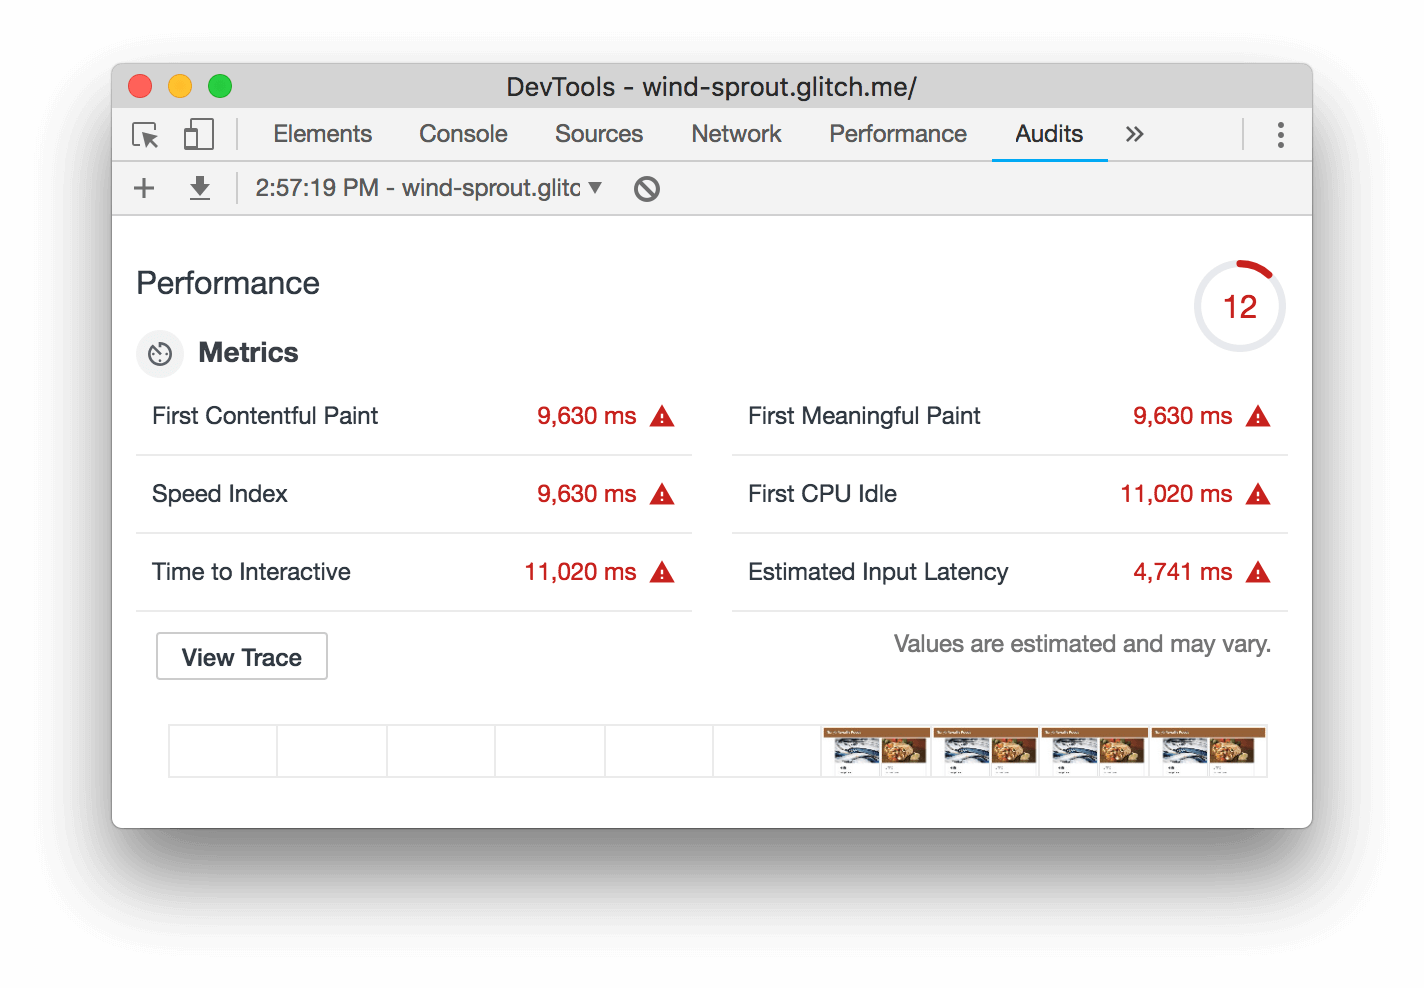 DevTools - wind-sprout.glitch.me/
Elements Console Sources Network Performance Audits
2:57:19 PM - wind-sprout.glitc
Performance
12
Metrics
First Contentful Paint 9,630 ms
First Meaningful Paint 9,630 ms
Speed Index 9,630 ms
First CPU Idle 11,020 ms
Time to Interactive 11,020 ms
Estimated Input Latency 4,741 ms
View Trace
Values are estimated and may vary.